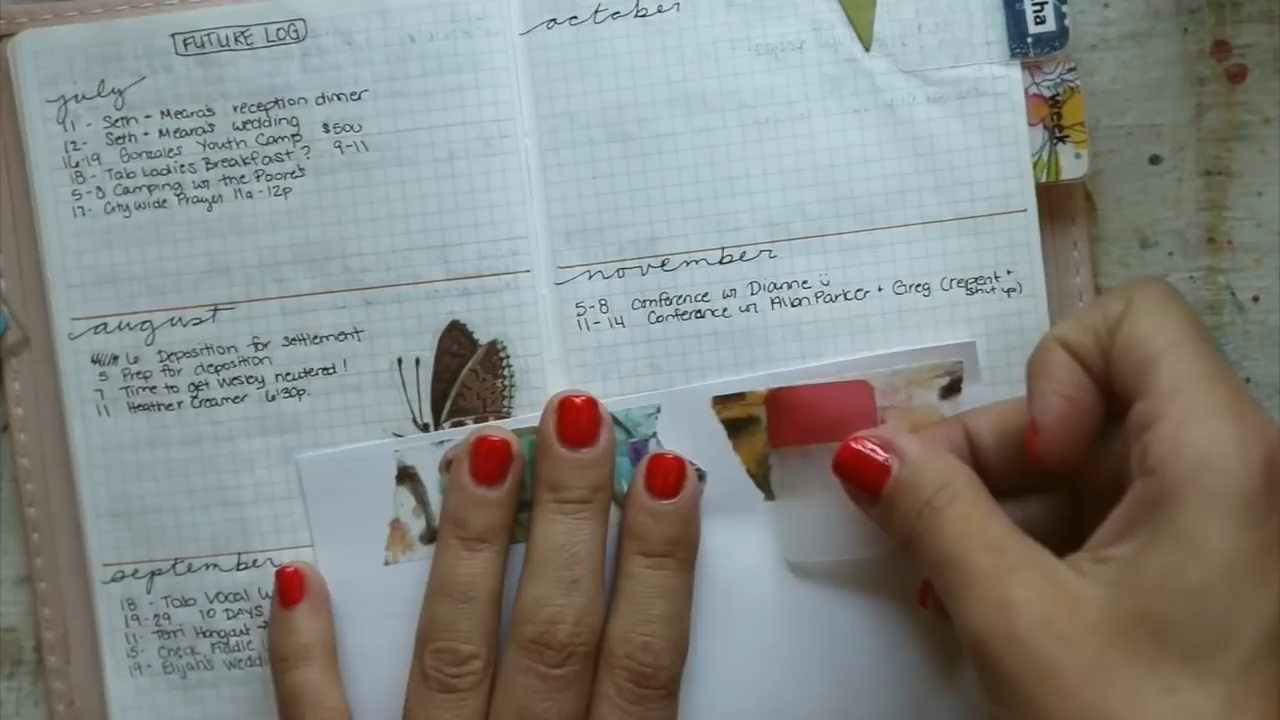 FUTURE LOG
july
11 - Seth - Meara's reception dinner
12- Seth - Meara's wedding
16-19 Gonzales Youth Camp $500
18 - Tab Ladies Breakfast? 9-11
5-8 Camping w/ the Poore's
17- City wide Prayer 11a-12p
august
6 Deposition for settlement
5 Prep for deposition
7 Time to get Wesley neutered!
11 Heather Creamer 6:30p.
september
18 - Tab Vocal
19-29 10 DAYS
11-
15- Check
19- Elijah's
october
november
5-8 Conference w/ Dianne
11-14 Conference w/ Alan Parker + Greg (repent + shut up)
cha
week